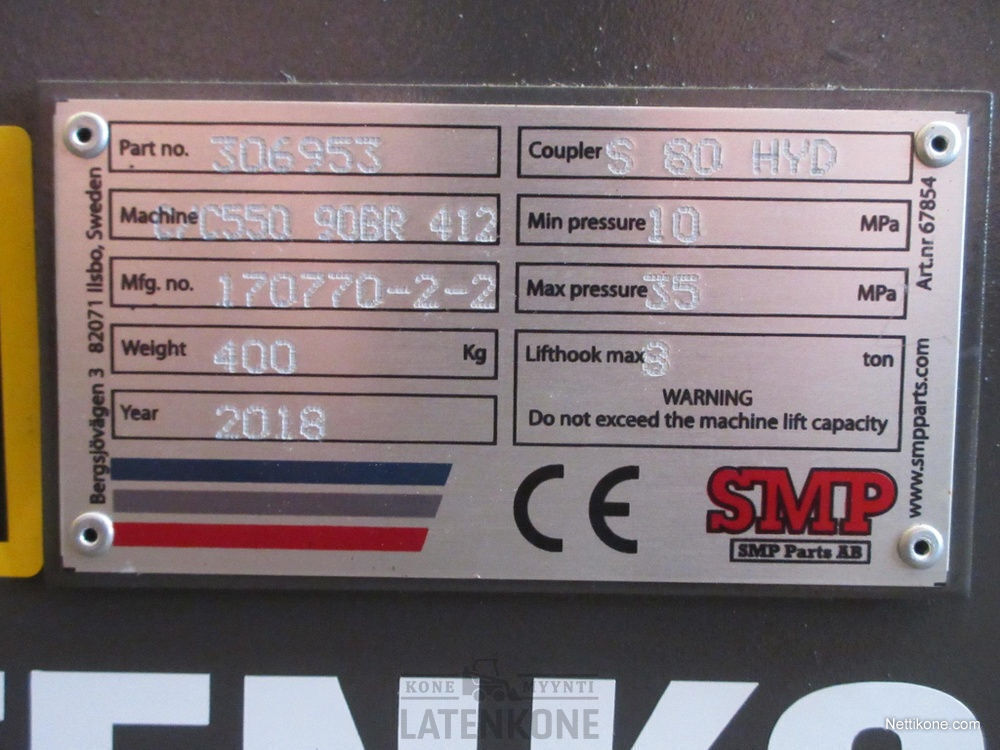 Part no. 306953
Machine C550 90BR 412
Mfg. no. 170770-2-2
Weight 400 Kg
Year 2018
Coupler S 80 HYD
Min pressure 10 MPa
Max pressure 35 MPa
Lifthook max 8 ton
WARNING
Do not exceed the machine lift capacity
Bergsjövägen 3 82071 Ilsbo, Sweden
Art.nr 67854
www.smpparts.com
CE
SMP
SMP Parts AB
KONE MYYNTI
LATENKONE
Nettikone.com